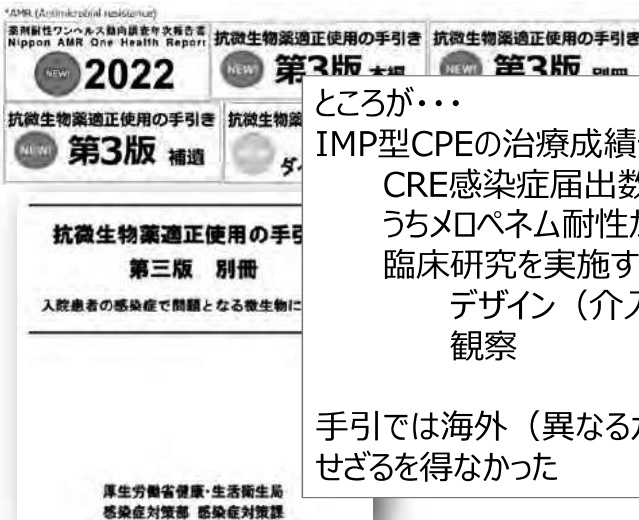 *AMR (Antimicrobial resistance)
薬剤耐性ワンヘルス動向調査年次報告書
Nippon AMR One Health Report
NEW! 2022
抗微生物薬適正使用の手引き
NEW! 第3版 本編
抗微生物薬適正使用の手引き
NEW! 第3版 別冊
抗微生物薬適正使用の手引き
NEW! 第3版 補遺
抗微生物薬
ダ
抗微生物薬適正使用の手引
第三版 別冊
入院患者の感染症で問題となる微生物に
厚生労働省健康・生活衛生局
感染症対策部 感染症対策課
ところが・・・
IMP型CPEの治療成績
CRE感染症届出数
うちメロペネム耐性
臨床研究を実施す
デザイン（介入
観察
手引では海外（異なる
せざるを得なかった